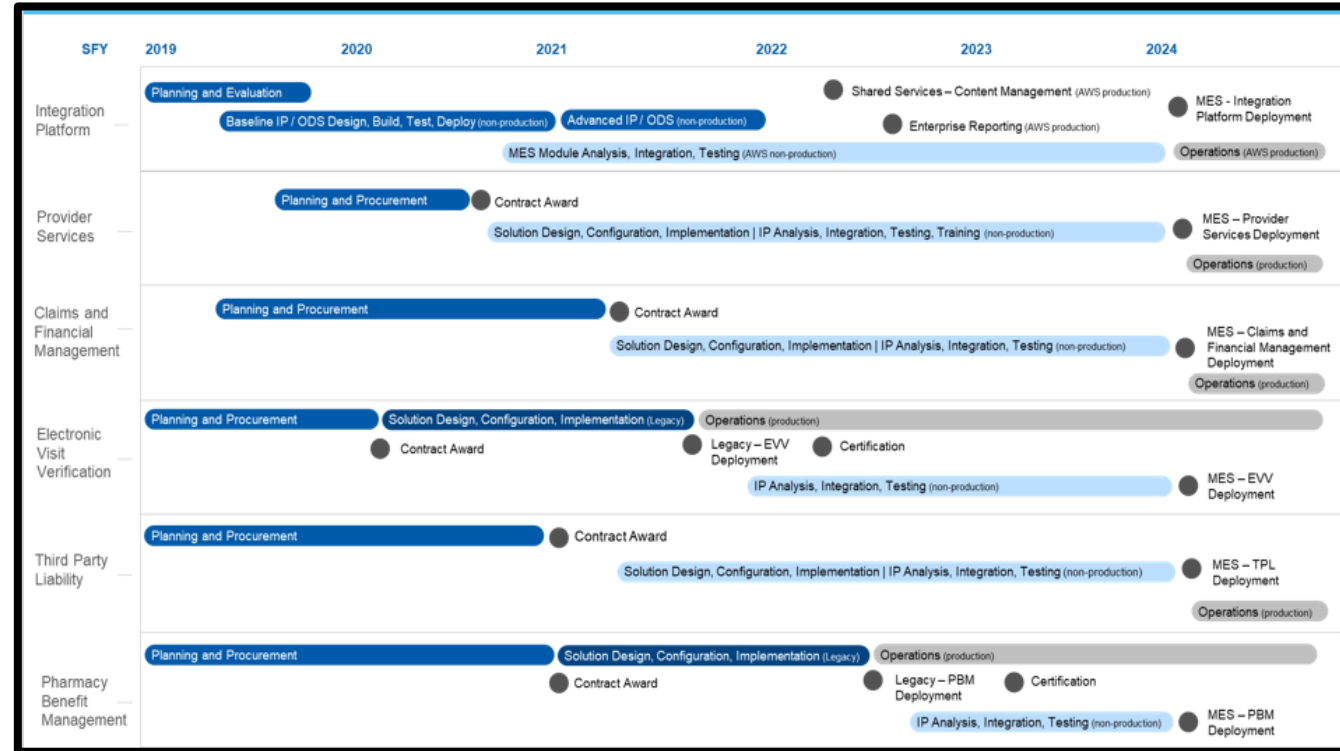 SFY 2019 2020 2021 2022 2023 2024
Integration
Platform
Planning and Evaluation
Shared Services – Content Management (AWS production)
MES - Integration
Platform Deployment
Baseline IP / ODS Design, Build, Test, Deploy (non-production)
Advanced IP / ODS (non-production)
Enterprise Reporting (AWS production)
MES Module Analysis, Integration, Testing (AWS non-production)
Operations (AWS production)
Provider
Services
Planning and Procurement
Contract Award
Solution Design, Configuration, Implementation | IP Analysis, Integration, Testing, Training (non-production)
MES – Provider
Services Deployment
Operations (production)
Claims and
Financial
Management
Planning and Procurement
Contract Award
Solution Design, Configuration, Implementation | IP Analysis, Integration, Testing (non-production)
MES – Claims and
Financial Management
Deployment
Operations (production)
Electronic
Visit
Verification
Planning and Procurement
Solution Design, Configuration, Implementation (Legacy)
Operations (production)
Contract Award
Legacy – EVV
Deployment
Certification
IP Analysis, Integration, Testing (non-production)
MES – EVV
Deployment
Third Party
Liability
Planning and Procurement
Contract Award
Solution Design, Configuration, Implementation | IP Analysis, Integration, Testing (non-production)
MES – TPL
Deployment
Operations (production)
Pharmacy
Benefit
Management
Planning and Procurement
Solution Design, Configuration, Implementation (Legacy)
Operations (production)
Contract Award
Legacy – PBM
Deployment
Certification
IP Analysis, Integration, Testing (non-production)
MES – PBM
Deployment